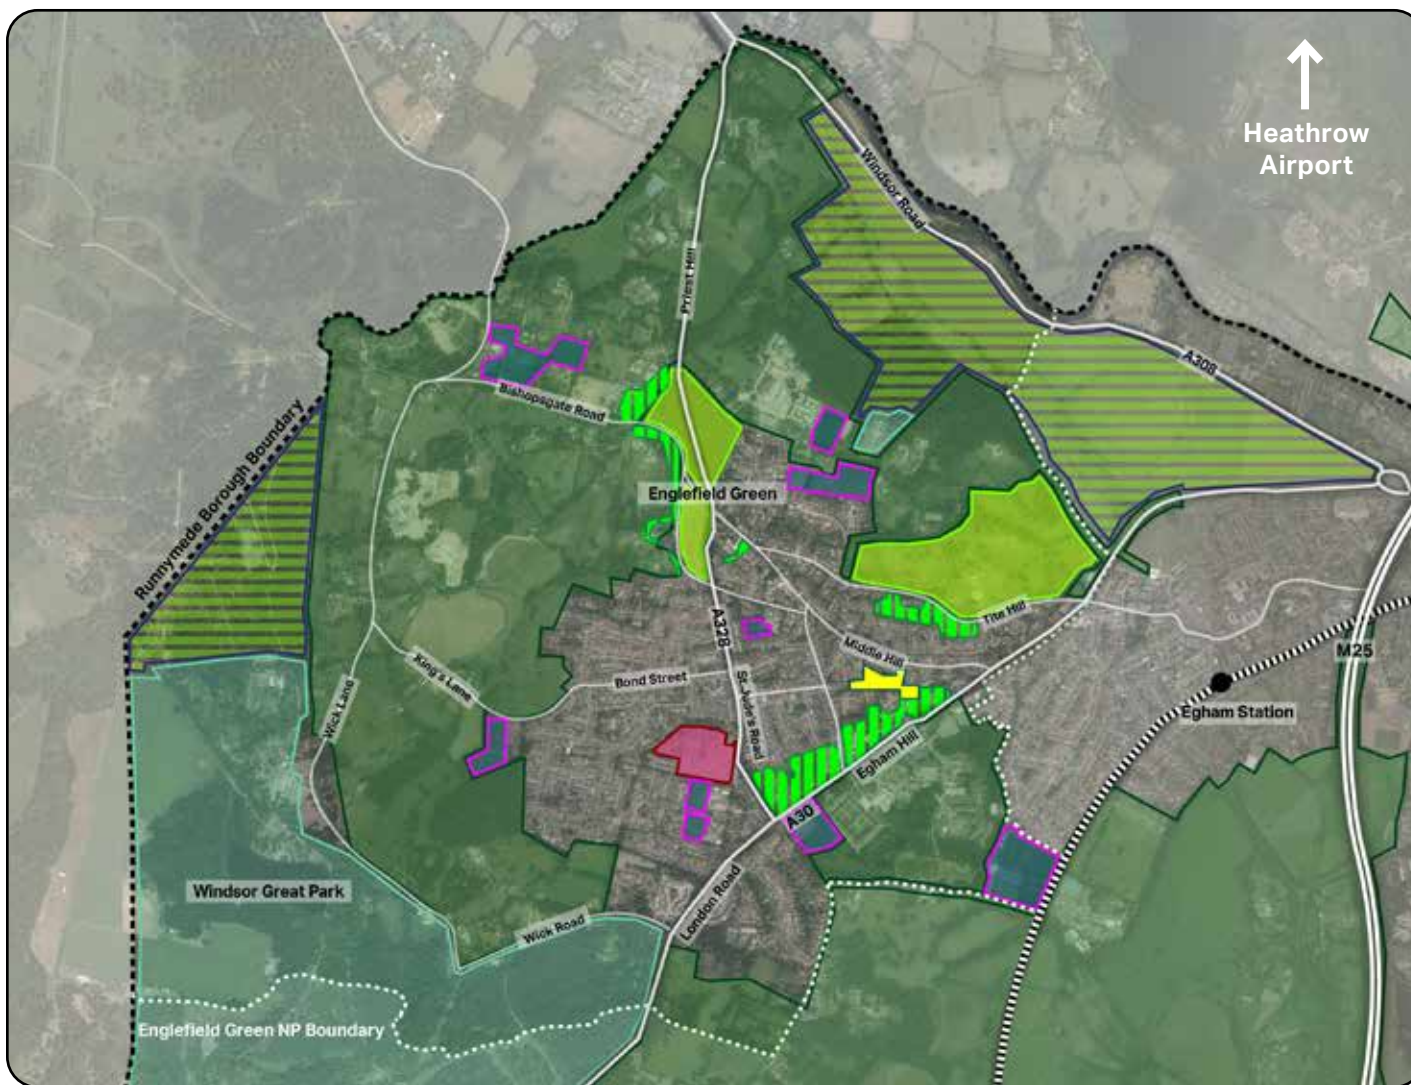 Heathrow
Airport
Windsor Road
Priest Hill
A308
Bishopsgate Road
Runnymede Borough Boundary
Englefield Green
Tite Hill
A328
Middle Hill
M25
King's Lane
Bond Street
St Jude's Road
Wick Lane
Egham Station
Egham Hill
A30
Windsor Great Park
London Road
Wick Road
Englefield Green NP Boundary